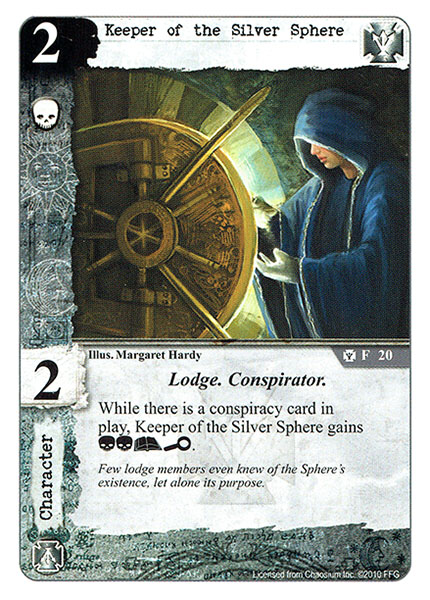 2
Keeper of the Silver Sphere
Illus. Margaret Hardy
F 20
2
Lodge. Conspirator.
While there is a conspiracy card in
play, Keeper of the Silver Sphere gains
.
Few lodge members even knew of the Sphere's
existence, let alone its purpose.
Character
Licensed from Chaosium Inc. ©2010 FFG